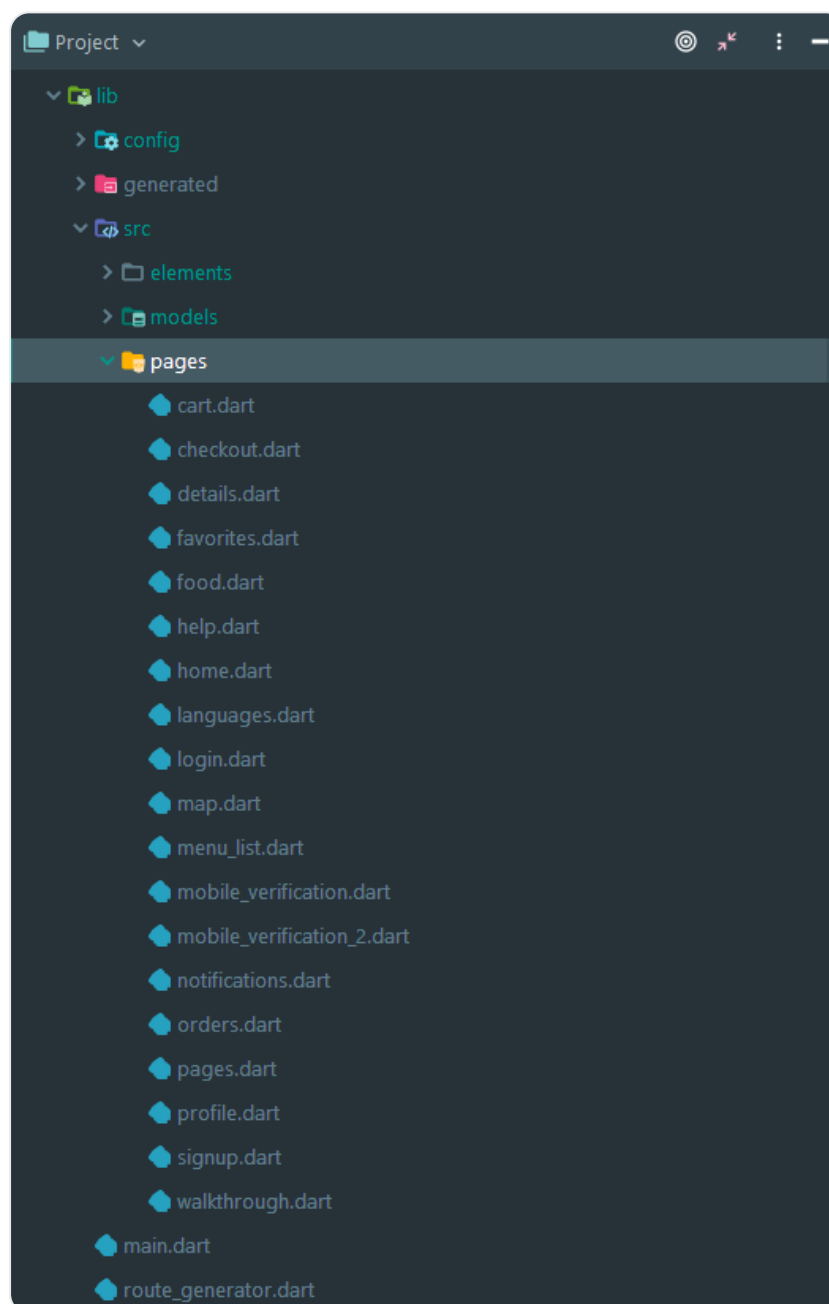 Project
lib
config
generated
src
elements
models
pages
cart.dart
checkout.dart
details.dart
favorites.dart
food.dart
help.dart
home.dart
languages.dart
login.dart
map.dart
menu_list.dart
mobile_verification.dart
mobile_verification_2.dart
notifications.dart
orders.dart
pages.dart
profile.dart
signup.dart
walkthrough.dart
main.dart
route_generator.dart